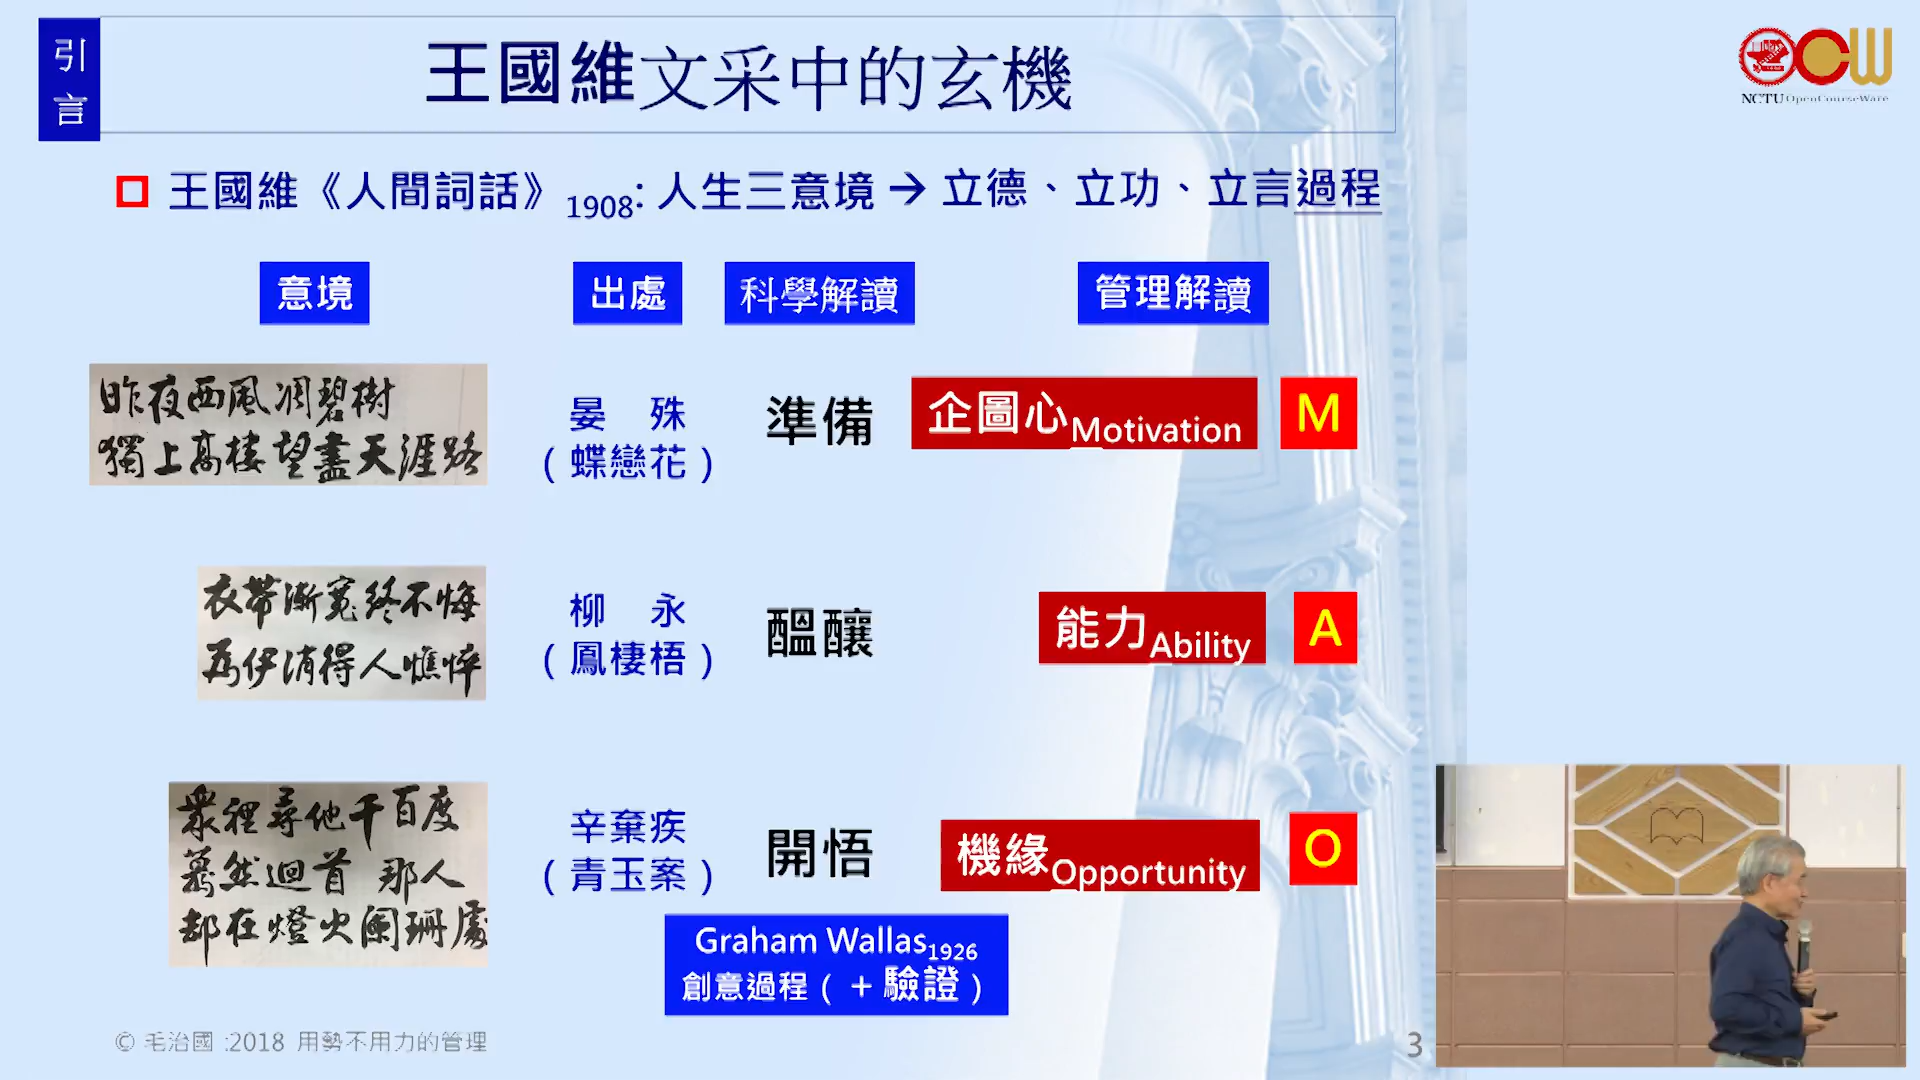 引言
王國維文采中的玄機
NCTU OpenCourseWare
王國維《人間詞話》1908: 人生三意境→立德、立功、立言過程
意境 出處 科學解讀 管理解讀
昨夜西風凋碧樹
獨上高樓望盡天涯路
晏 殊
(蝶戀花)
準備
企圖心Motivation
M
衣帶漸寬終不悔
為伊消得人憔悴
柳 永
(鳳棲梧)
醞釀
能力Ability
A
眾裡尋他千百度
驀然迴首 那人
卻在燈火闌珊處
辛棄疾
(青玉案)
開悟
機緣Opportunity
O
Graham Wallas1926
創意過程(+驗證)
© 毛治國 :2018 用勢不用力的管理
3